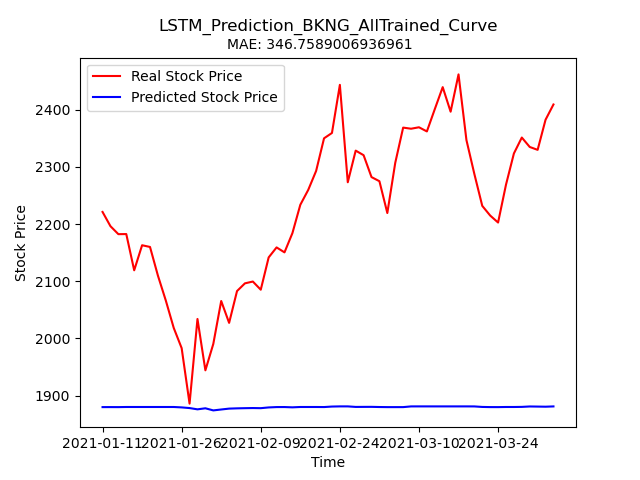 LSTM_Prediction_BKNG_AllTrained_Curve
MAE: 346.7589006936961
Real Stock Price
Predicted Stock Price
2400
2300
2200
2100
2000
1900
Stock Price
2021-01-11 2021-01-26 2021-02-09 2021-02-24 2021-03-10 2021-03-24
Time